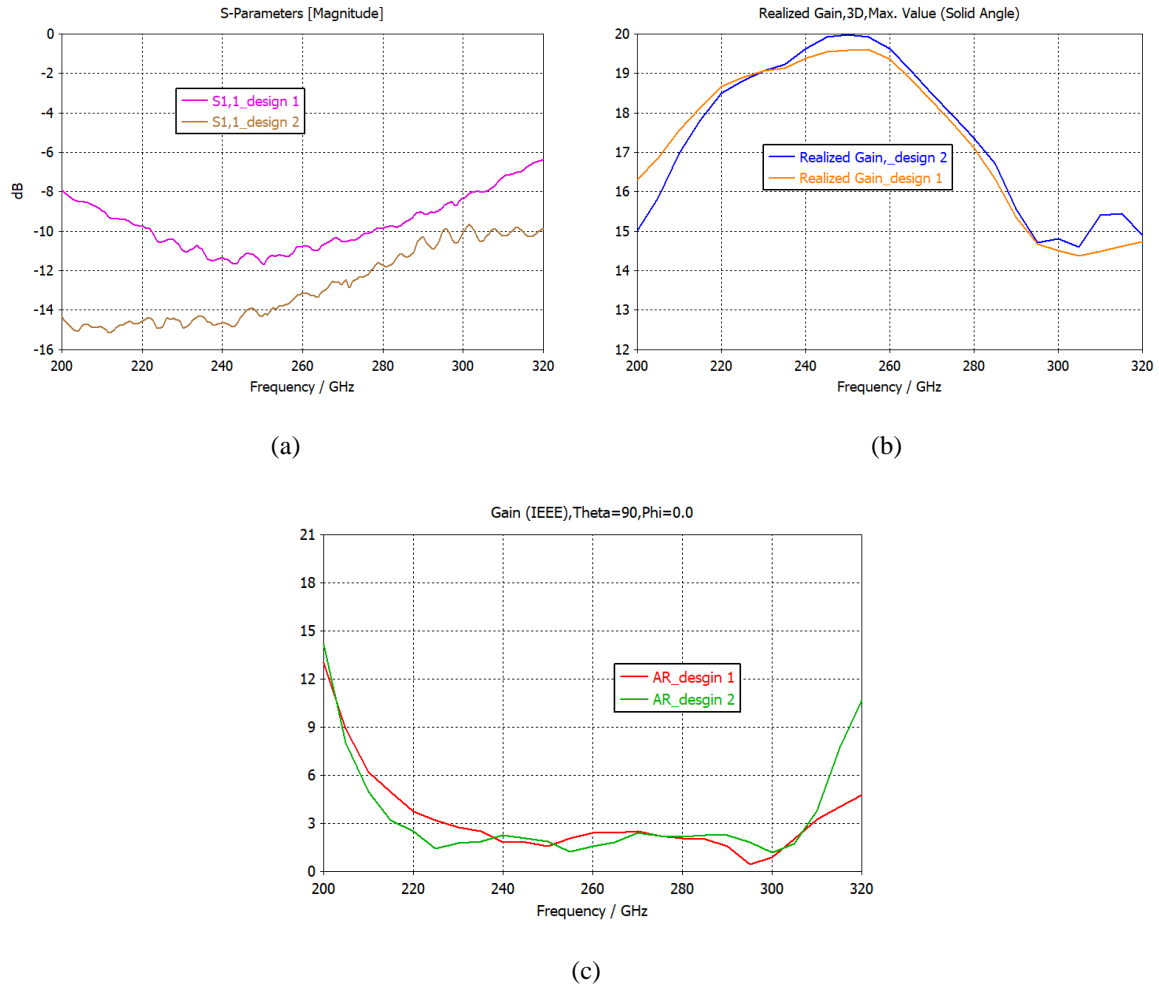 S-Parameters [Magnitude]
0
-2
-4
-6
-8
-10
-12
-14
-16
dB
S1,1_design 1
S1,1_design 2
200
220
240
260
280
300
320
Frequency / GHz
(a)
Realized Gain,3D,Max. Value (Solid Angle)
20
19
18
17
16
15
14
13
12
Realized Gain,_design 2
Realized Gain_design 1
200
220
240
260
280
300
320
Frequency / GHz
(b)
Gain (IEEE),Theta=90,Phi=0.0
21
18
15
12
9
6
3
0
AR_desgin 1
AR_desgin 2
200
220
240
260
280
300
320
Frequency / GHz
(c)